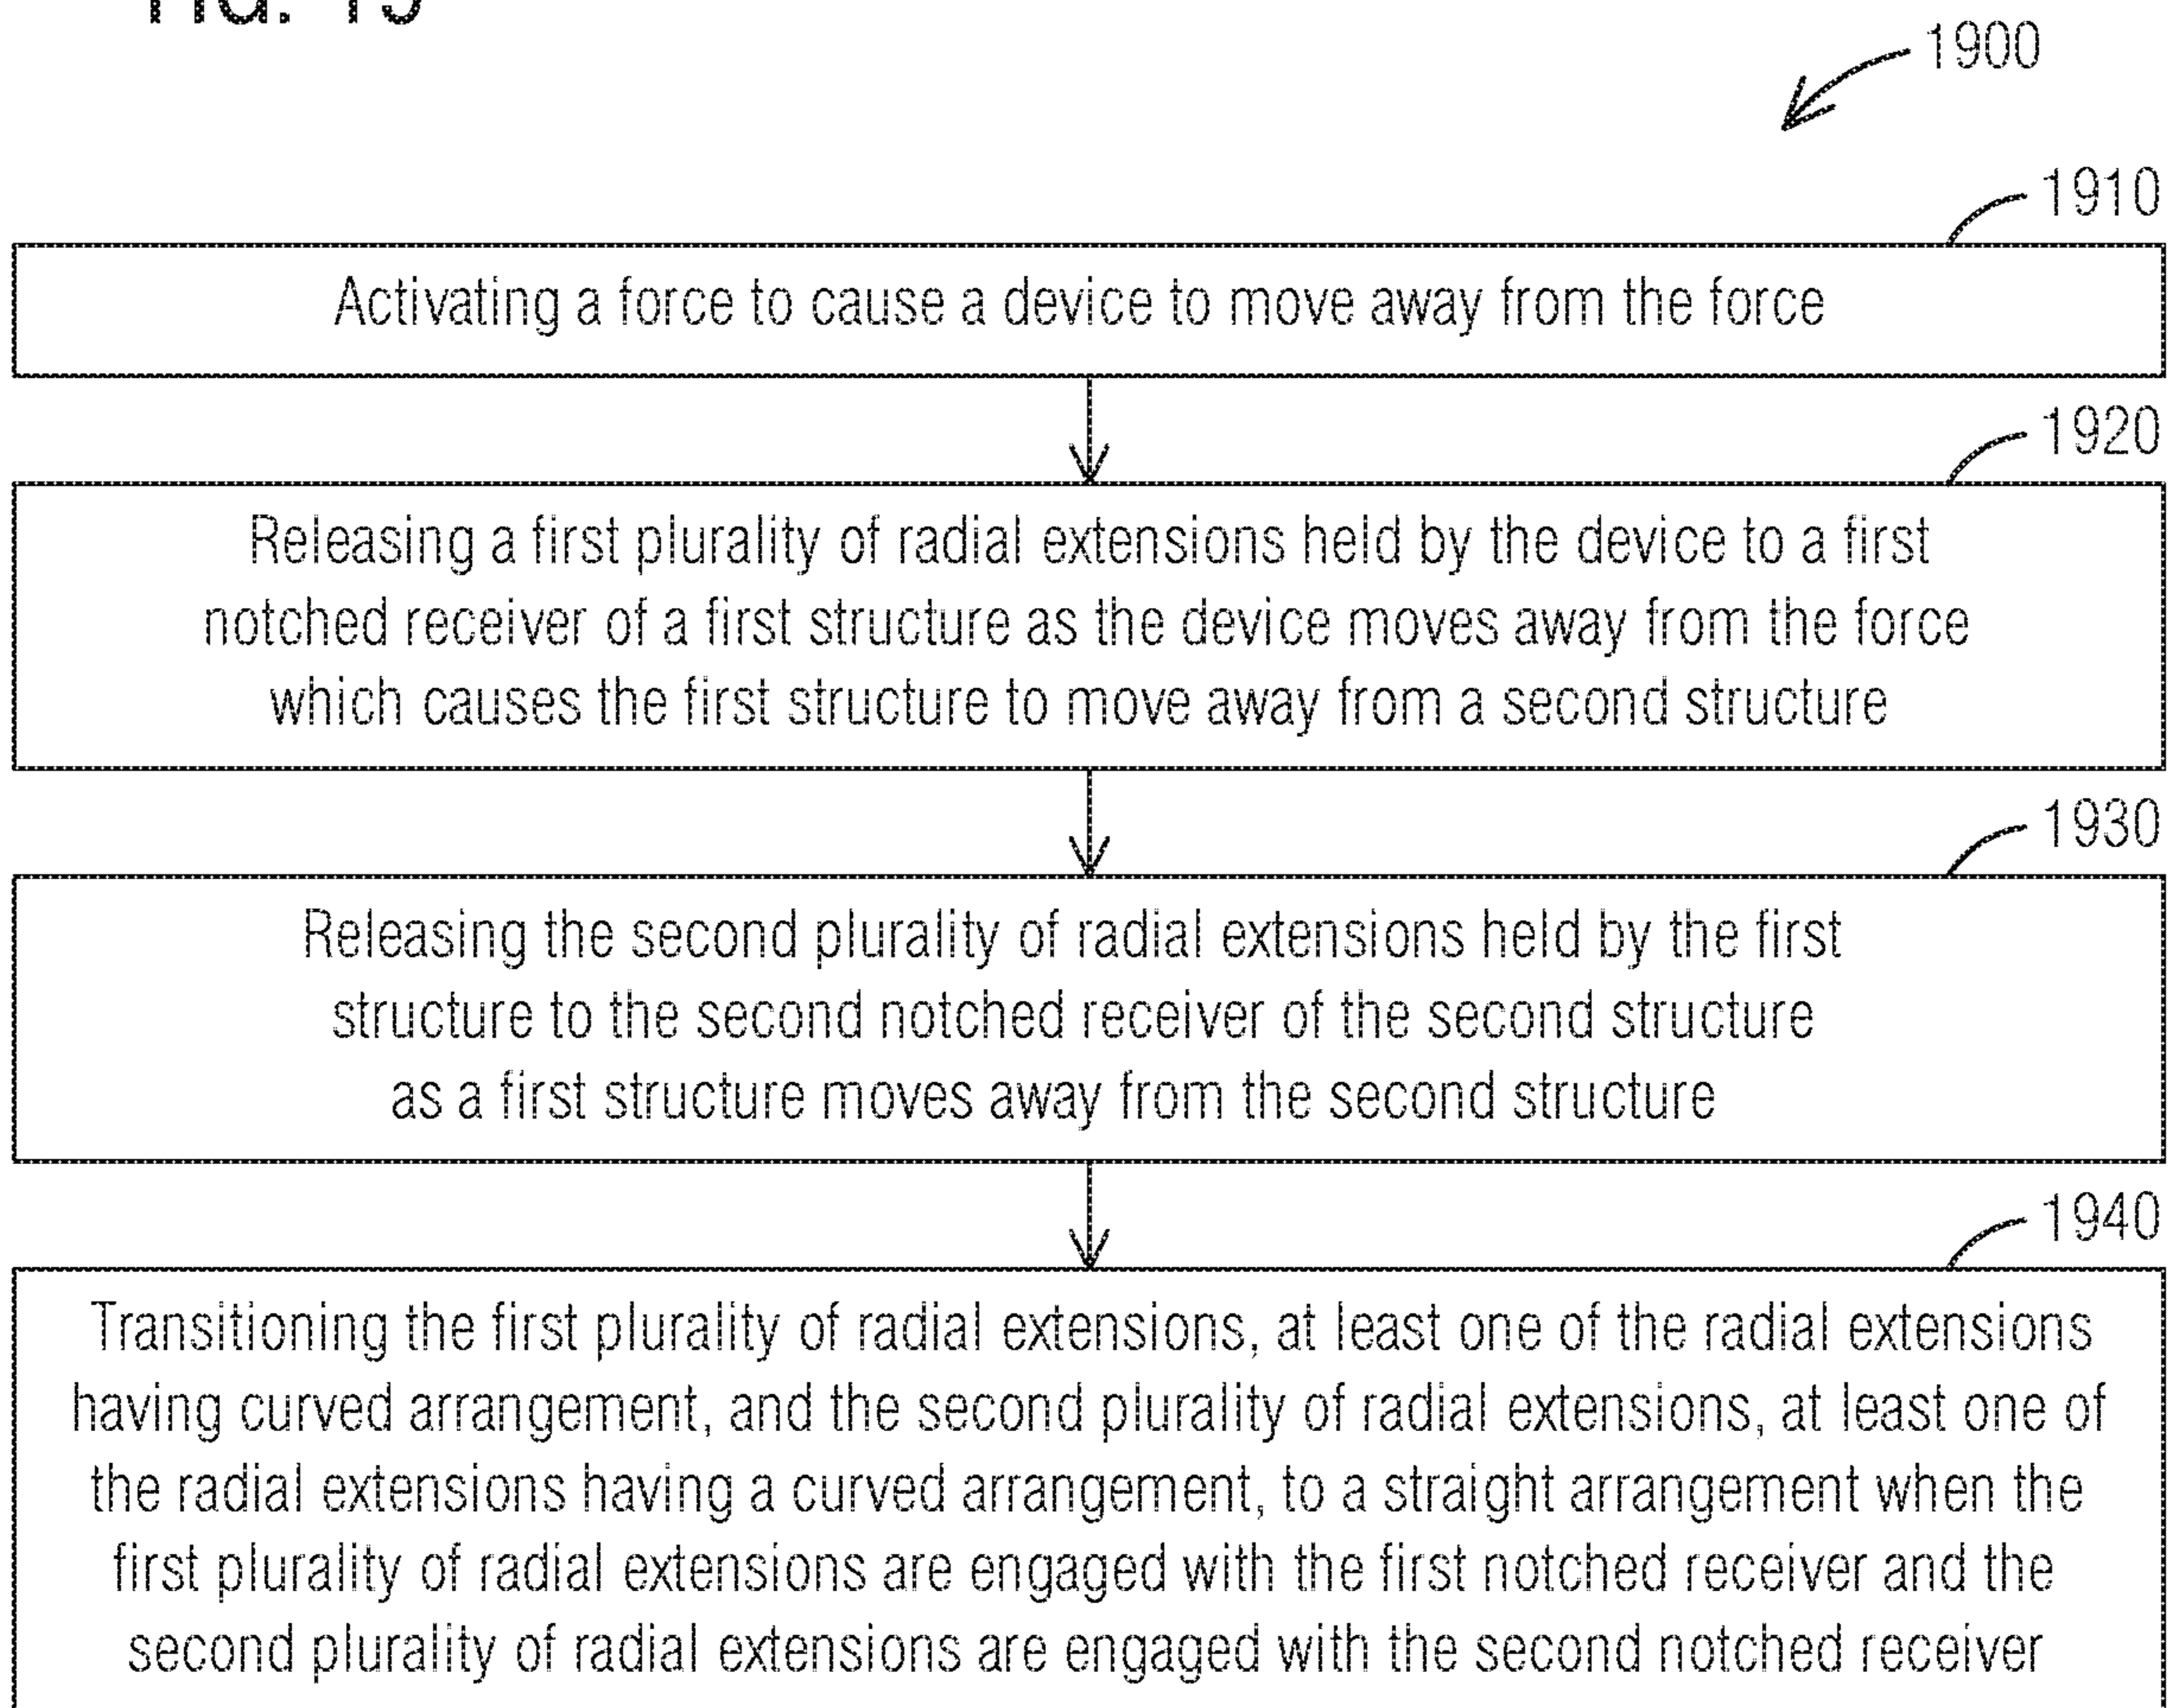 FIG. 19
1900
1910
Activating a force to cause a device to move away from the force
1920
Releasing a first plurality of radial extensions held by the device to a first
notched receiver of a first structure as the device moves away from the force
which causes the first structure to move away from a second structure
1930
Releasing the second plurality of radial extensions held by the first
structure to the second notched receiver of the second structure
as a first structure moves away from the second structure
1940
Transitioning the first plurality of radial extensions, at least one of the radial extensions
having curved arrangement, and the second plurality of radial extensions, at least one of
the radial extensions having a curved arrangement, to a straight arrangement when the
first plurality of radial extensions are engaged with the first notched receiver and the
second plurality of radial extensions are engaged with the second notched receiver